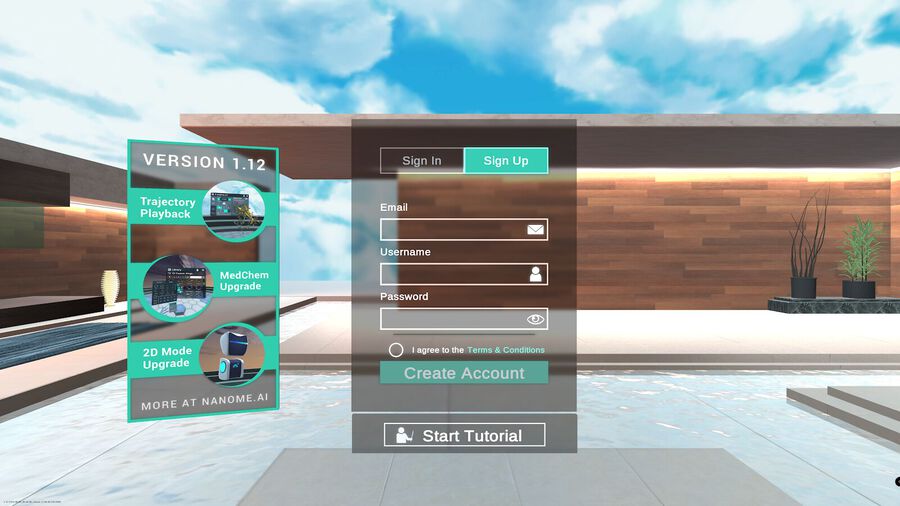 VERSION 1.12
Trajectory
Playback
MedChem
Upgrade
2D Mode
Upgrade
MORE AT NANOME.AI
Sign In
Sign Up
Email
Username
Password
I agree to the Terms & Conditions
Create Account
Start Tutorial